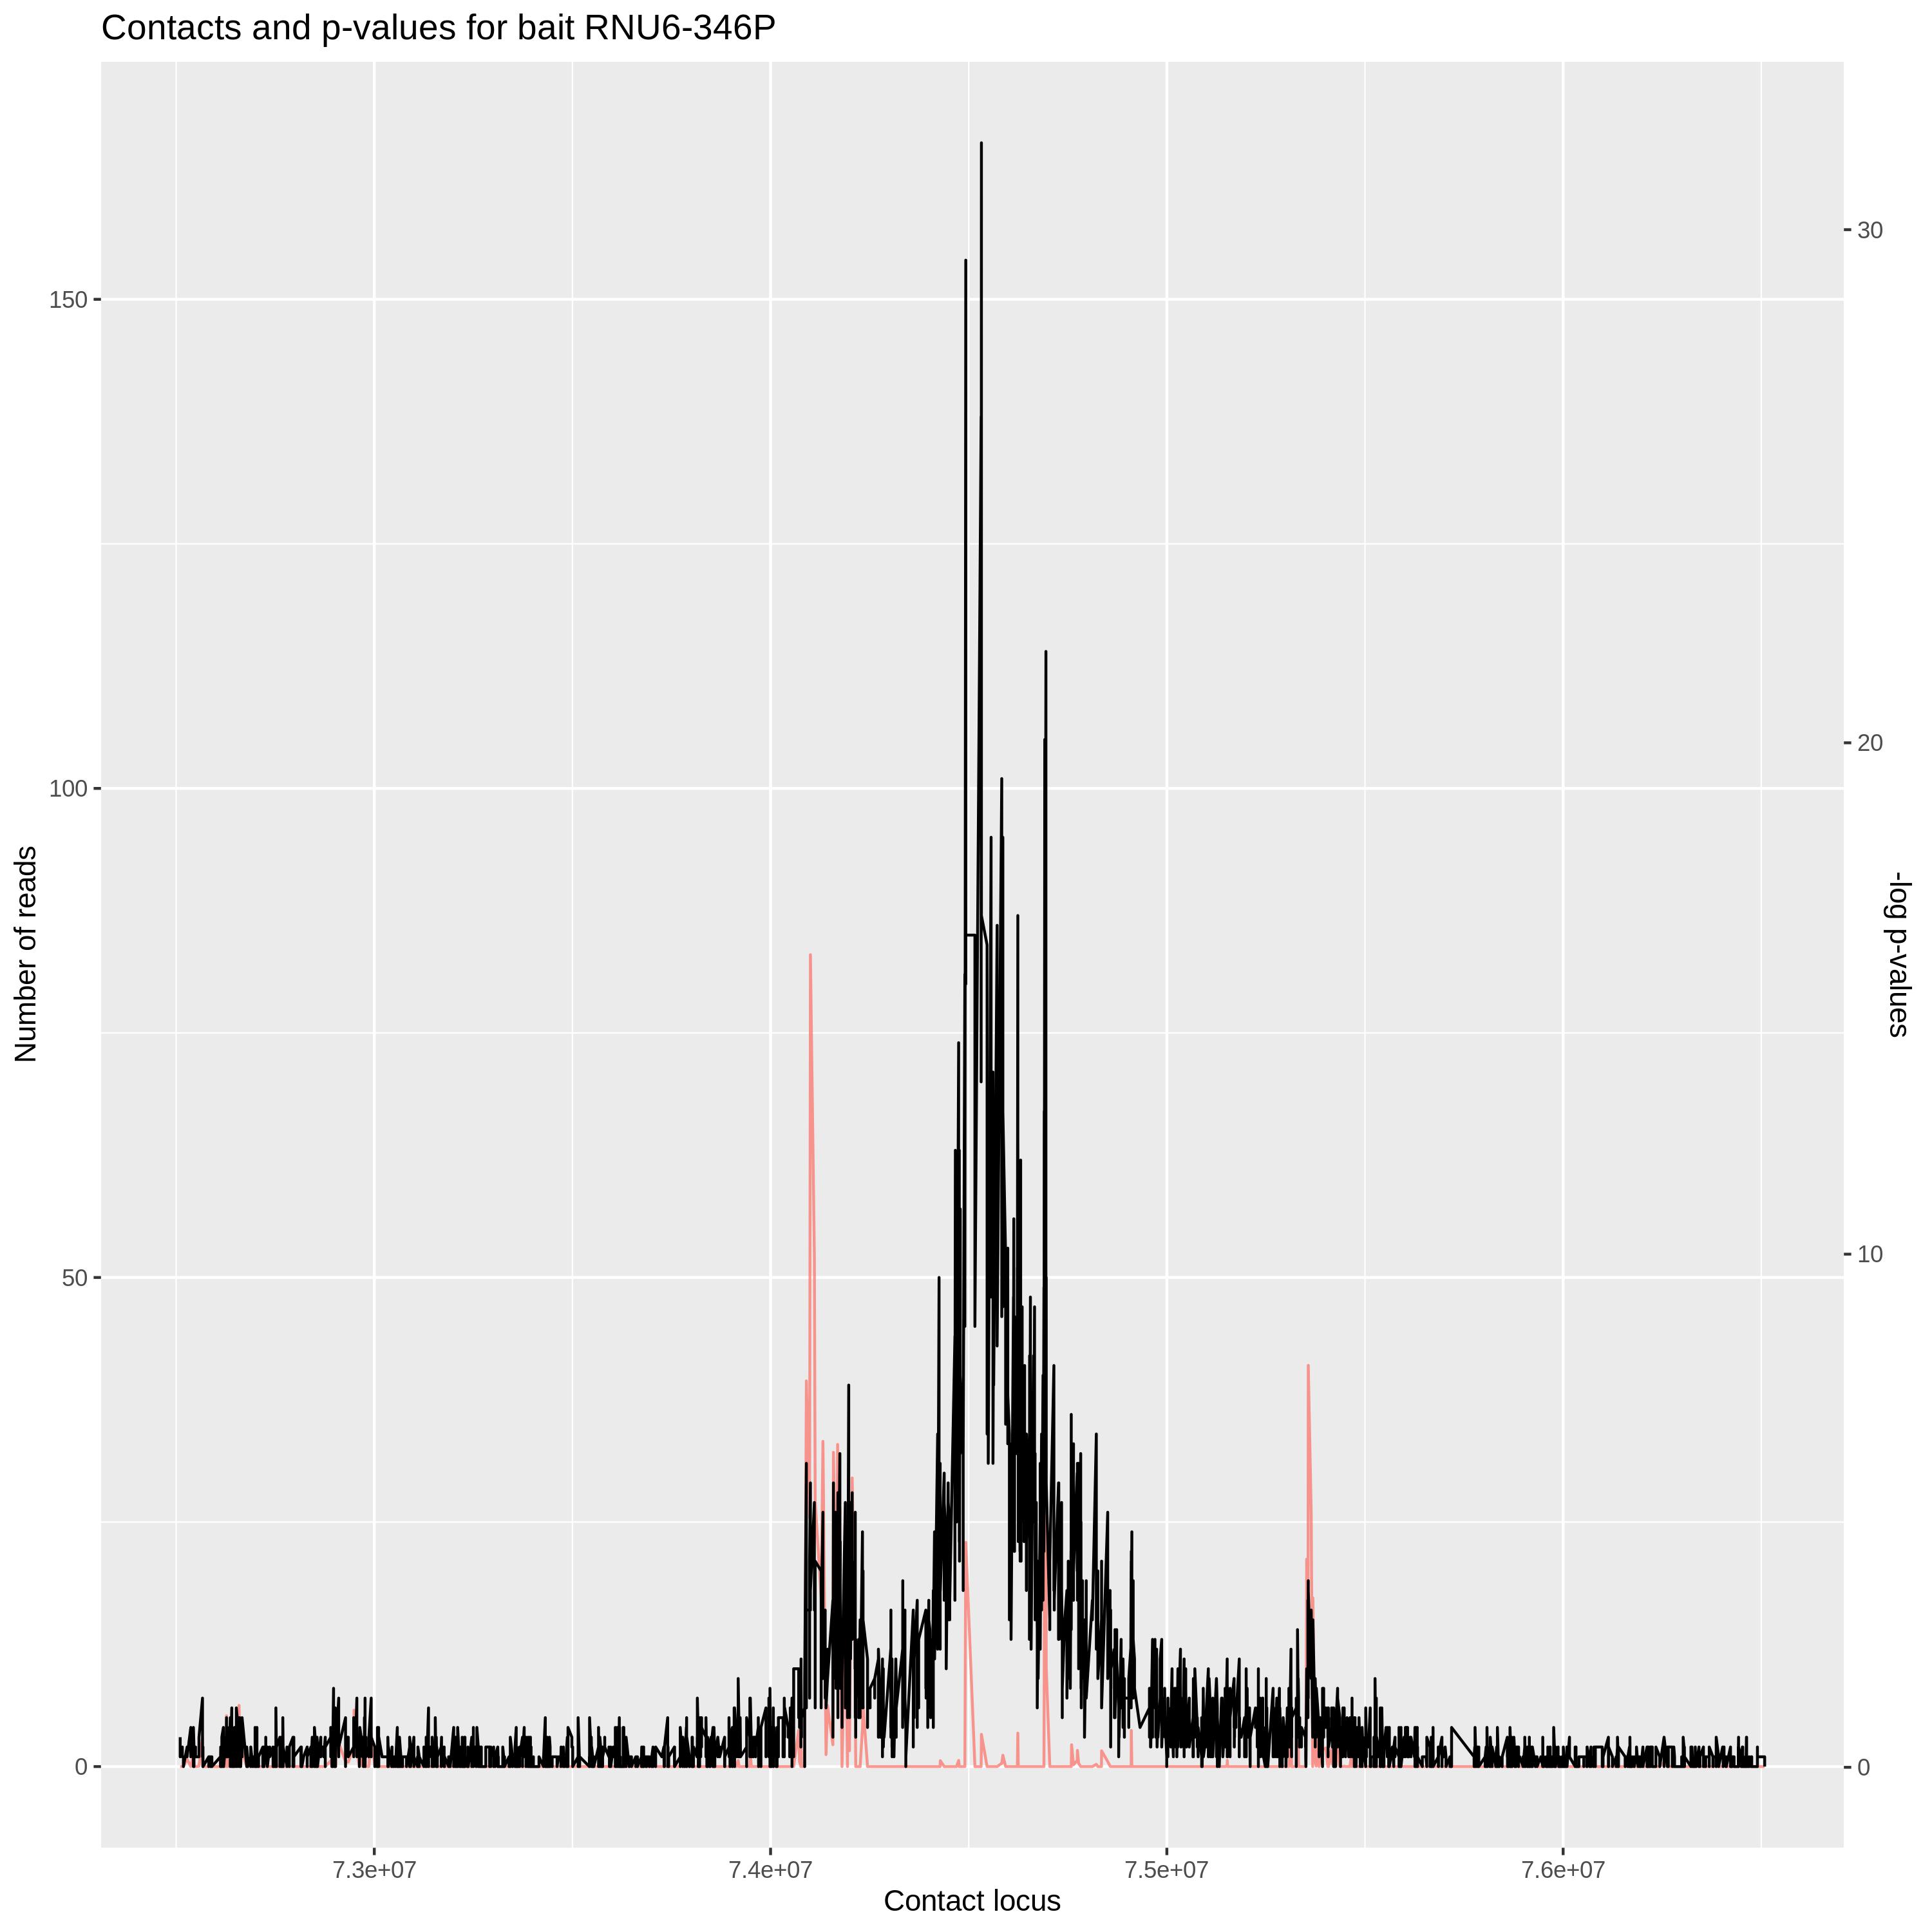 Contacts and p-values for bait RNU6-346P
150
100
50
0
Number of reads
30
20
10
0
-log p-values
7.3e+07
7.4e+07
7.5e+07
7.6e+07
Contact locus